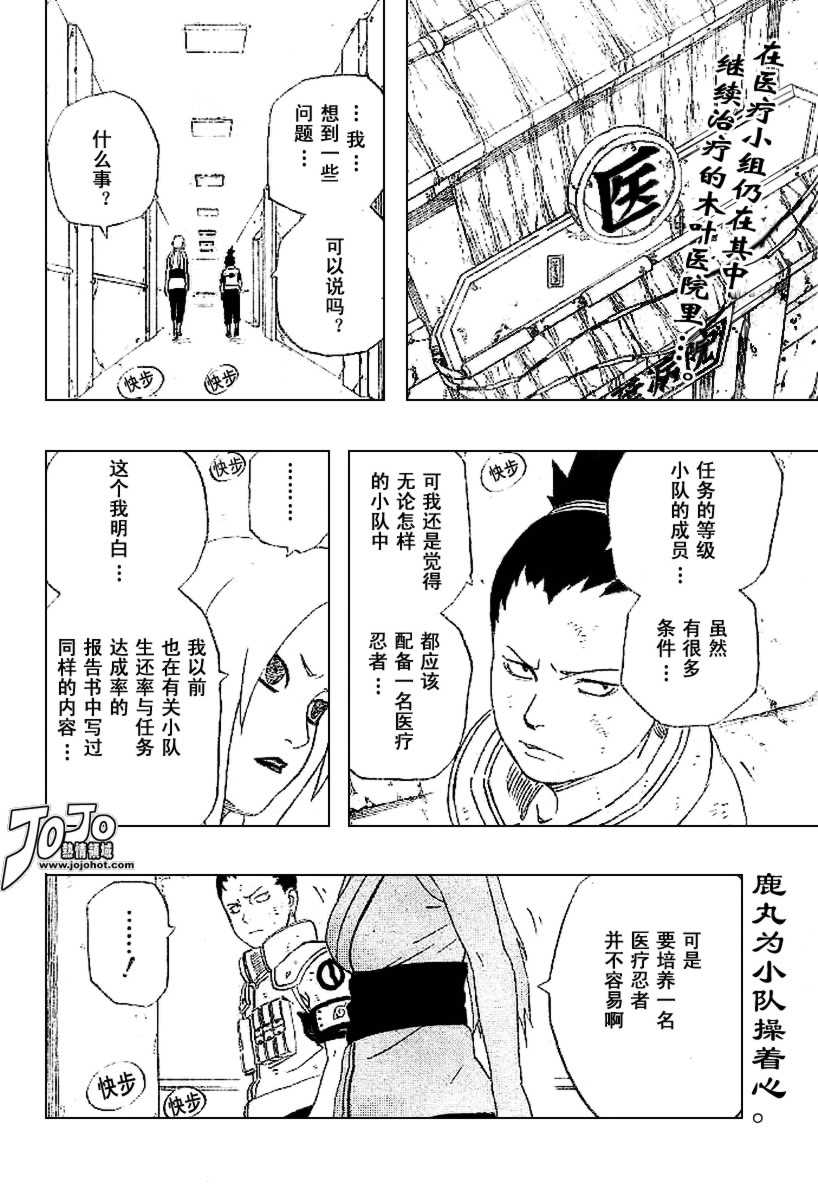 在医疗小组仍在其中
继续治疗的木叶医院里……。
医
…我…
想到一些
问题…
可以说吗？
什么事？
快步
快步
任务的等级
小队的成员…
虽然
有很多
条件…
快步
可我还是觉得
无论怎样
的小队中
都应该
配备一名医疗
忍者…
………
快步
这个我明白…
我以前
也在有关小队
生还率与任务
达成率的
报告书中写过
同样的内容…
鹿丸为小队操着心。
可是
要培养一名
医疗忍者
并不容易啊
……！
快步
快步
JOJO
热情领域
www.jojohot.com